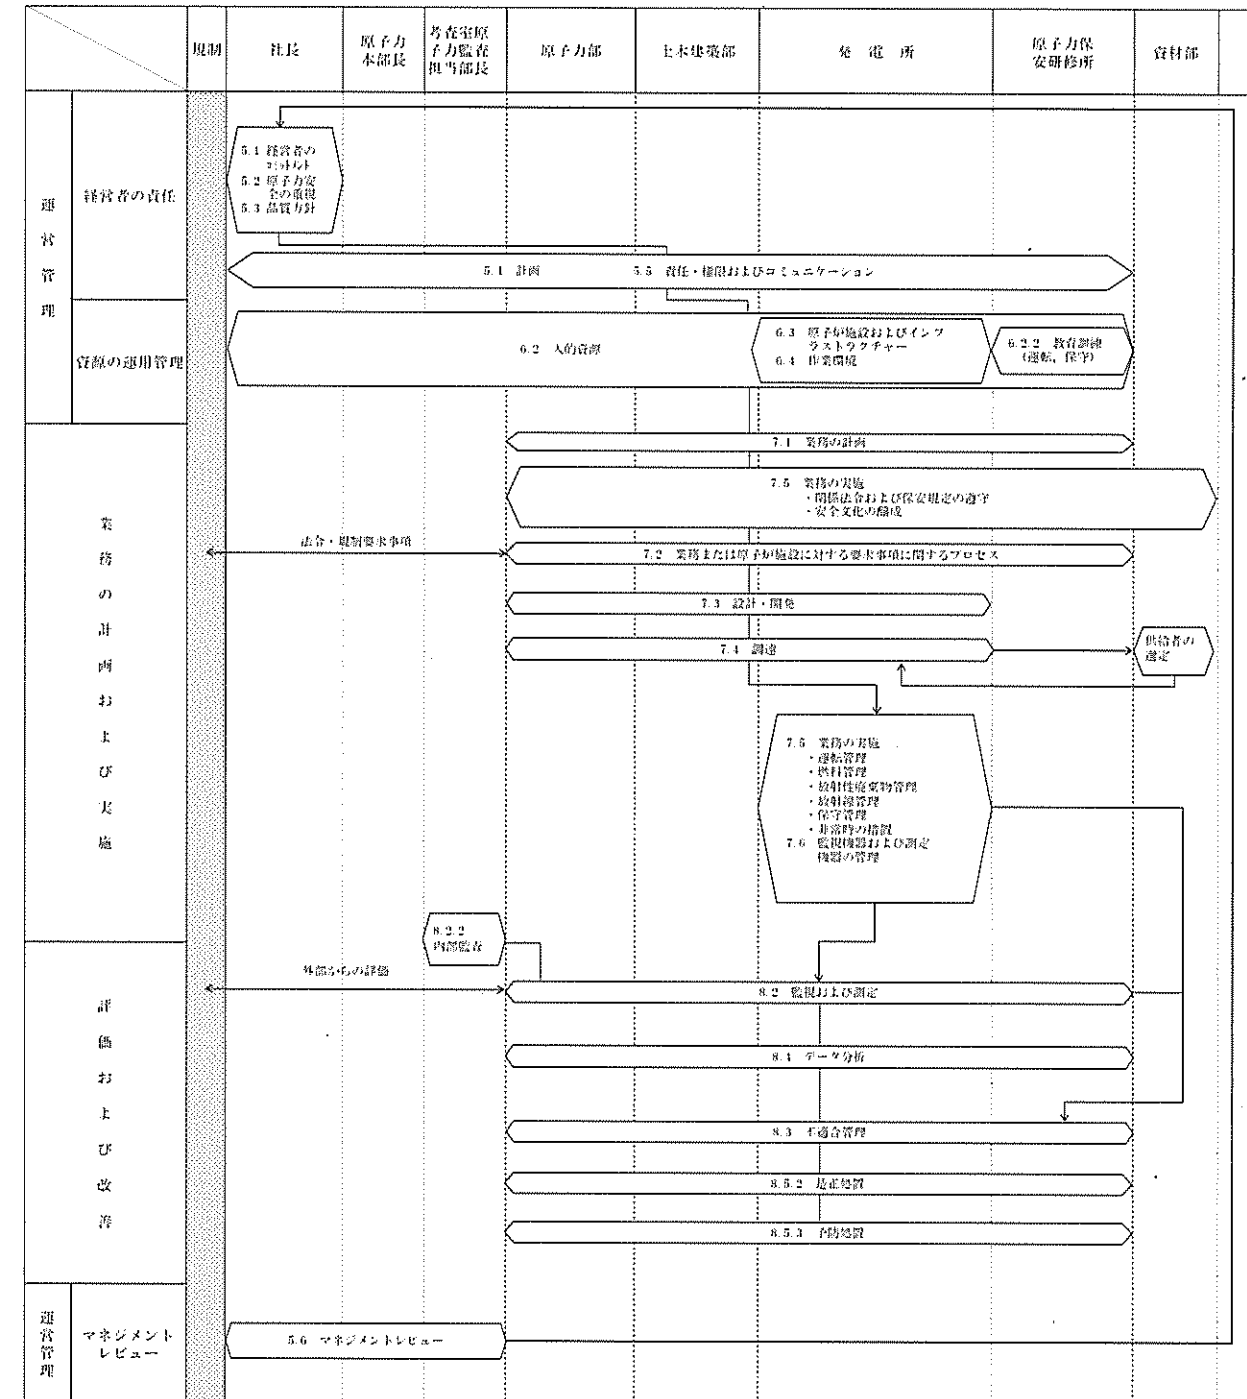 規制
社長
原子力
本部長
考査室原
子力監査
担当部長
原子力部
土木建築部
発電所
原子力保
安研修所
資材部
運営管理
経営者の責任
5.1 経営者の
コミットメント
5.2 原子力安
全の重視
5.3 品質方針
5.4 計画
5.5 責任・権限およびコミュニケーション
資源の運用管理
6.2 人的資源
6.3 原子炉施設およびインフ
ラストラクチャー
6.4 作業環境
6.2.2 教育訓練
(運転、保守)
業務の計画および実施
7.1 業務の計画
7.5 業務の実施
・関係法令および保安規定の遵守
・安全文化の醸成
法令・規制要求事項
7.2 業務または原子炉施設に対する要求事項に関するプロセス
7.3 設計・開発
7.4 調達
供給者の
選定
7.5 業務の実施
・運転管理
・燃料管理
・放射性廃棄物管理
・放射線管理
・保守管理
・非常時の措置
7.6 監視機器および測定
機器の管理
8.2.2
内部監査
評価および改善
外部からの評価
8.2 監視および測定
8.4 データ分析
8.3 不適合管理
8.5.2 是正処置
8.5.3 予防処置
運営管理
マネジメント
レビュー
5.6 マネジメントレビュー